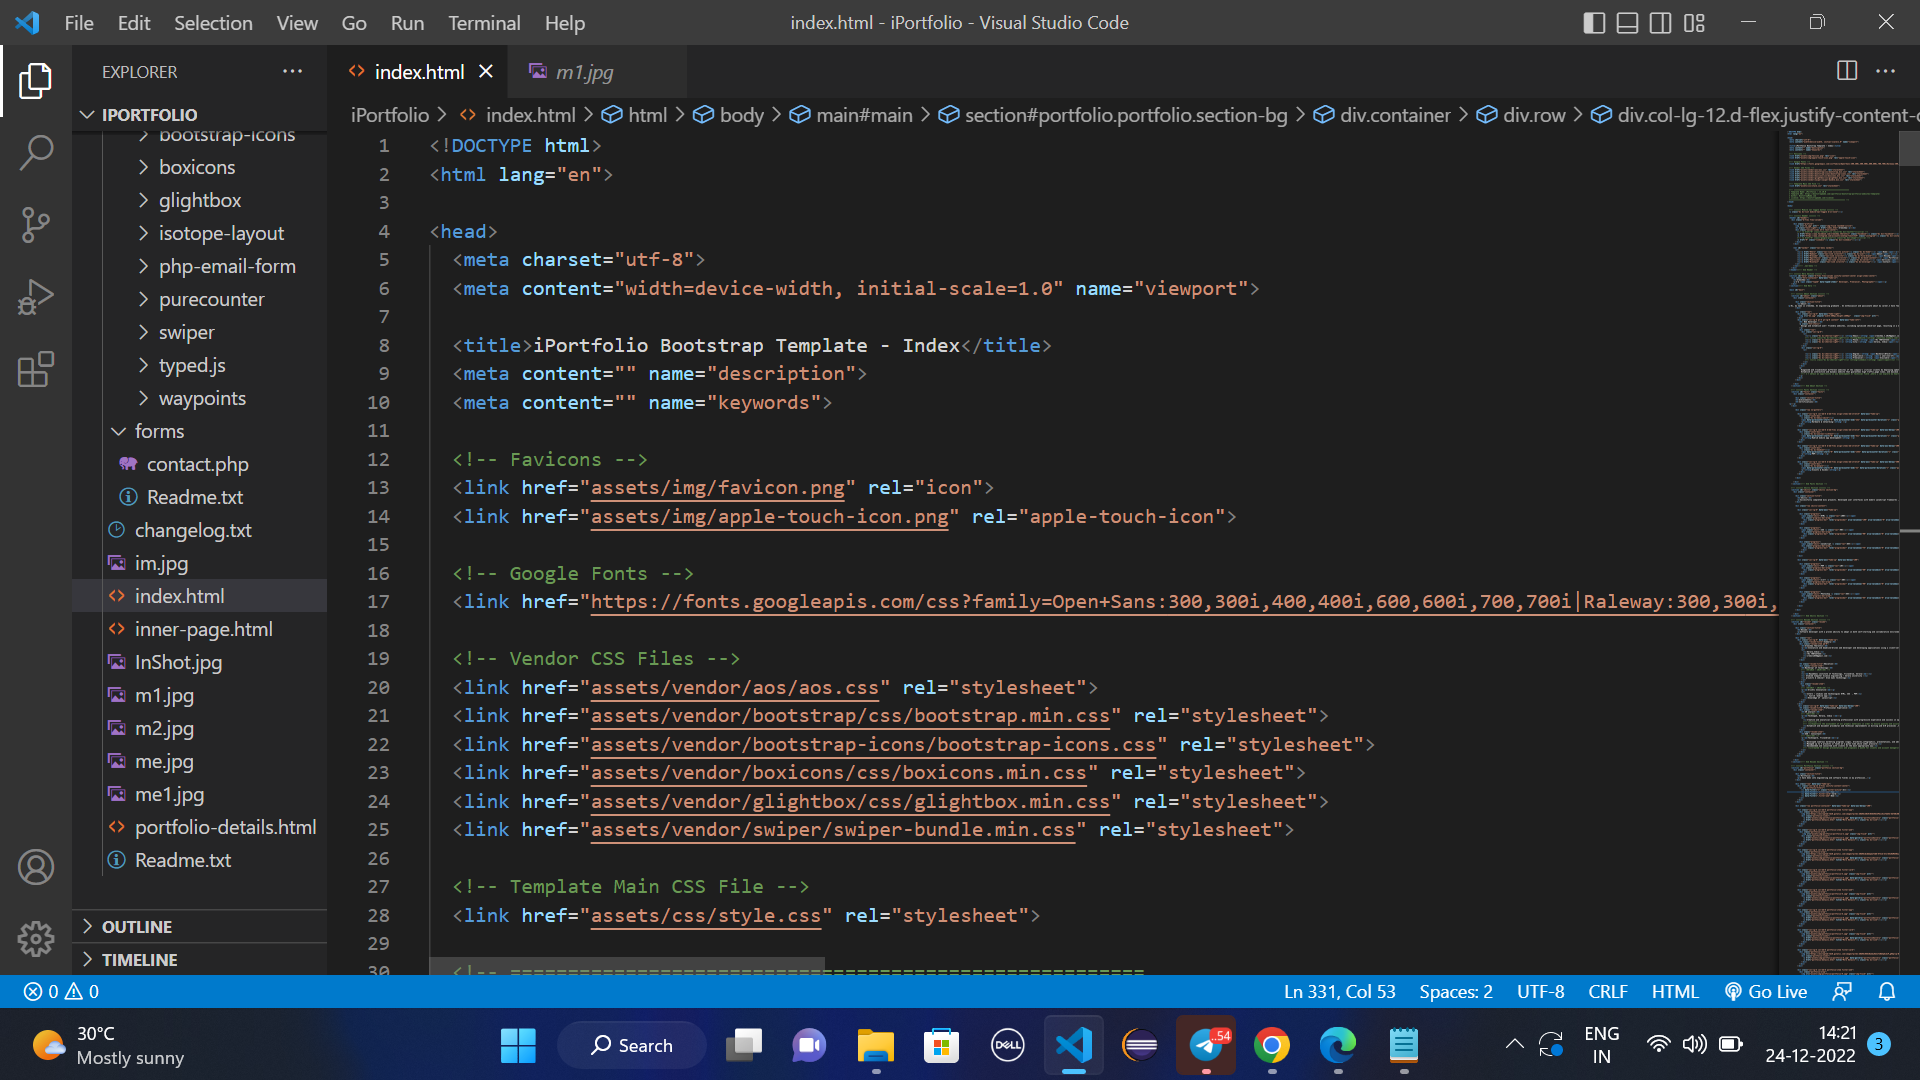 File Edit Selection View Go Run Terminal Help
index.html - iPortfolio - Visual Studio Code
EXPLORER
index.html
m1.jpg
IPORTFOLIO
iPortfolio > index.html > html > body > main#main > section#portfolio.portfolio.section-bg > div.container > div.row > div.col-lg-12.d-flex.justify-content-c
bootstrap-icons
boxicons
glightbox
isotope-layout
php-email-form
purecounter
swiper
typed.js
waypoints
forms
contact.php
Readme.txt
changelog.txt
im.jpg
index.html
inner-page.html
InShot.jpg
m1.jpg
m2.jpg
me.jpg
me1.jpg
portfolio-details.html
Readme.txt
OUTLINE
TIMELINE
1 <!DOCTYPE html>
2 <html lang="en">
3
4 <head>
5 <meta charset="utf-8">
6 <meta content="width=device-width, initial-scale=1.0" name="viewport">
7
8 <title>iPortfolio Bootstrap Template - Index</title>
9 <meta content="" name="description">
10 <meta content="" name="keywords">
11
12 <!-- Favicons -->
13 <link href="assets/img/favicon.png" rel="icon">
14 <link href="assets/img/apple-touch-icon.png" rel="apple-touch-icon">
15
16 <!-- Google Fonts -->
17 <link href="https://fonts.googleapis.com/css?family=Open+Sans:300,300i,400,400i,600,600i,700,700i|Raleway:300,300i,
18
19 <!-- Vendor CSS Files -->
20 <link href="assets/vendor/aos/aos.css" rel="stylesheet">
21 <link href="assets/vendor/bootstrap/css/bootstrap.min.css" rel="stylesheet">
22 <link href="assets/vendor/bootstrap-icons/bootstrap-icons.css" rel="stylesheet">
23 <link href="assets/vendor/boxicons/css/boxicons.min.css" rel="stylesheet">
24 <link href="assets/vendor/glightbox/css/glightbox.min.css" rel="stylesheet">
25 <link href="assets/vendor/swiper/swiper-bundle.min.css" rel="stylesheet">
26
27 <!-- Template Main CSS File -->
28 <link href="assets/css/style.css" rel="stylesheet">
29
30 <!-- =======================================================
0 0
Ln 331, Col 53 Spaces: 2 UTF-8 CRLF HTML Go Live
30°C
Mostly sunny
Search
DELL
..54
ENG
IN
14:21
24-12-2022
3